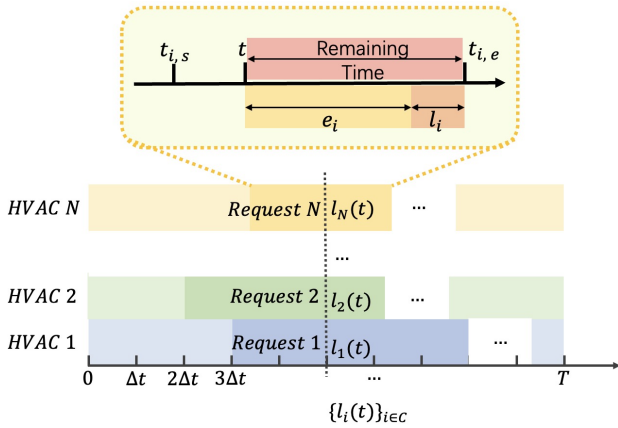 t_{i,s} t Remaining t_{i,e}
Time
e_i l_i
HVAC N Request N l_N(t) ...
...
HVAC 2 Request 2 l_2(t) ...
HVAC 1 Request 1 l_1(t) ...
0 Δt 2Δt 3Δt ... T
{l_i(t)}_{i∈C}